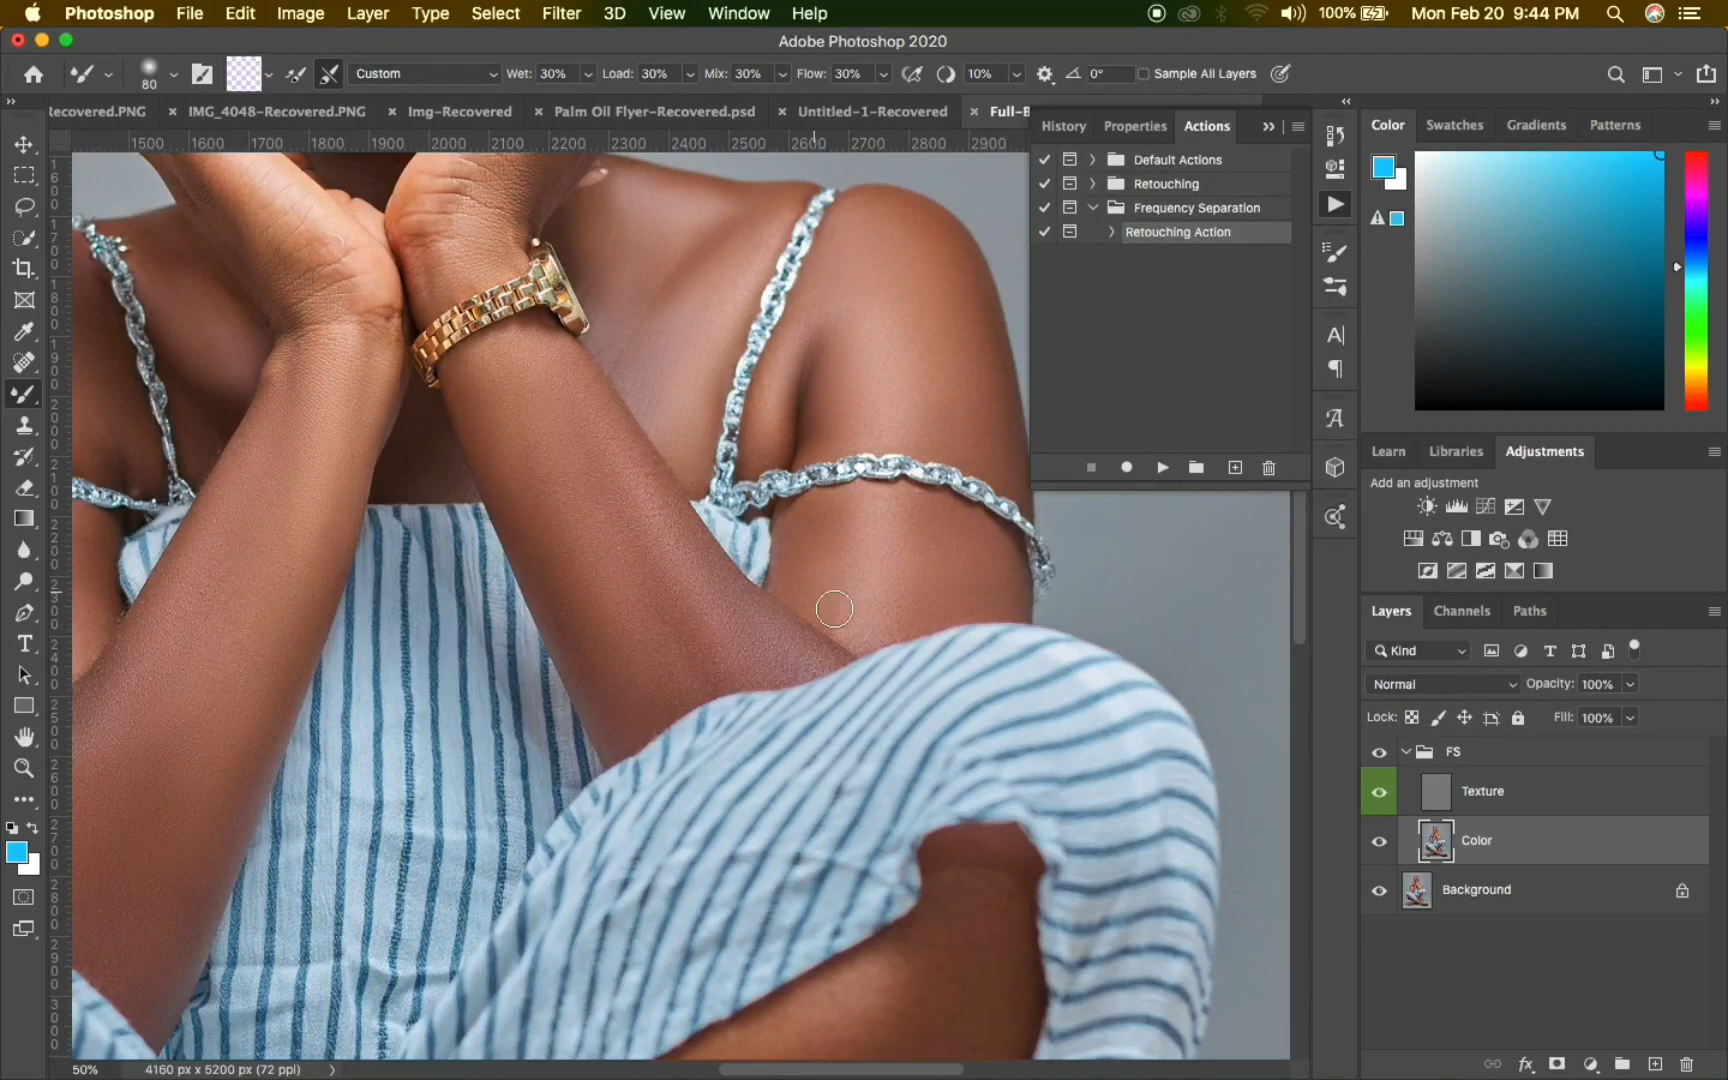 Photoshop File Edit Image Layer Type Select Filter 3D View Window Help 100% Mon Feb 20 9:44 PM
Adobe Photoshop 2020
80 Custom Wet: 30% Load: 30% Mix: 30% Flow: 30% 10% 0° Sample All Layers
Recovered.PNG × IMG_4048-Recovered.PNG × Img-Recovered × Palm Oil Flyer-Recovered.psd × Untitled-1-Recovered × Full-B
1500 1600 1700 1800 1900 2000 2100 2200 2300 2400 2500 2600 2700 2800 2900
History Properties Actions
Default Actions
Retouching
Frequency Separation
Retouching Action
Color Swatches Gradients Patterns
Learn Libraries Adjustments
Add an adjustment
Layers Channels Paths
Kind
Normal Opacity: 100%
Lock: Fill: 100%
FS
Texture
Color
Background
50% 4160 px x 5200 px (72 ppi)